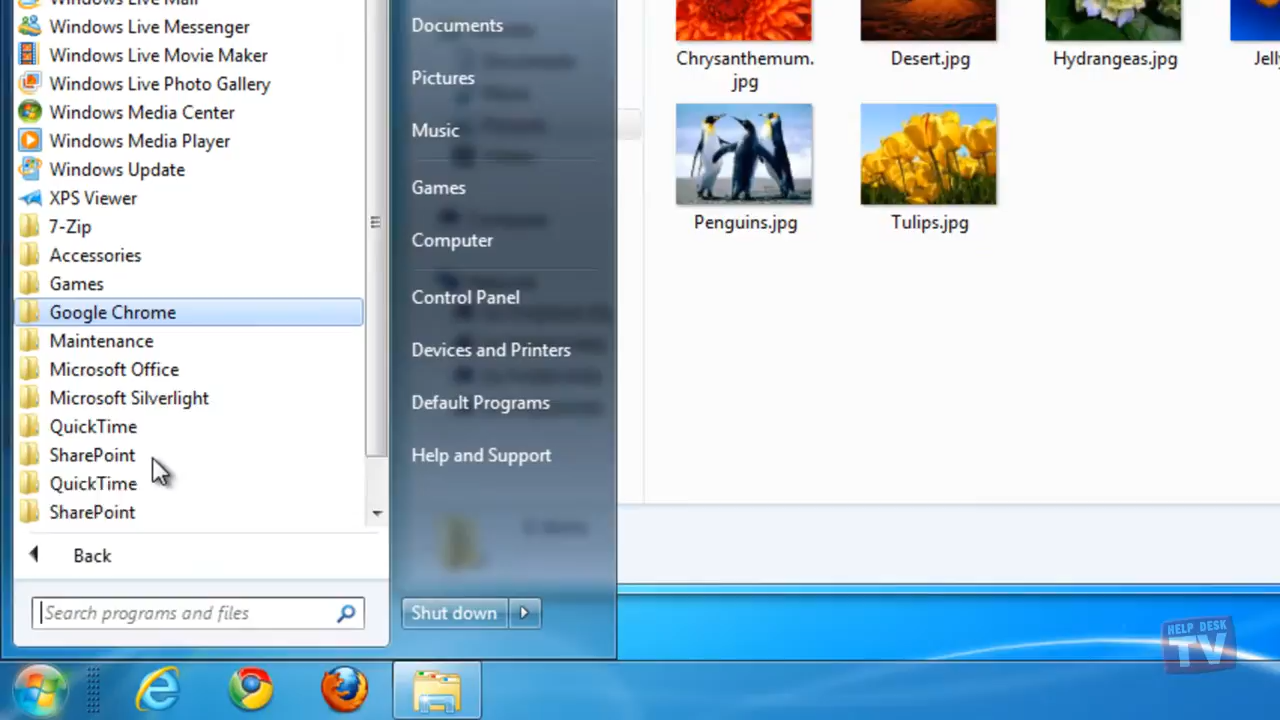 Windows Live Mail
Windows Live Messenger
Windows Live Movie Maker
Windows Live Photo Gallery
Windows Media Center
Windows Media Player
Windows Update
XPS Viewer
7-Zip
Accessories
Games
Google Chrome
Maintenance
Microsoft Office
Microsoft Silverlight
QuickTime
SharePoint
QuickTime
SharePoint
Back
Search programs and files
Documents
Pictures
Music
Games
Computer
Control Panel
Devices and Printers
Default Programs
Help and Support
Shut down
Chrysanthemum.
jpg
Desert.jpg
Hydrangeas.jpg
Jell
Penguins.jpg
Tulips.jpg
HELP DESK
TV